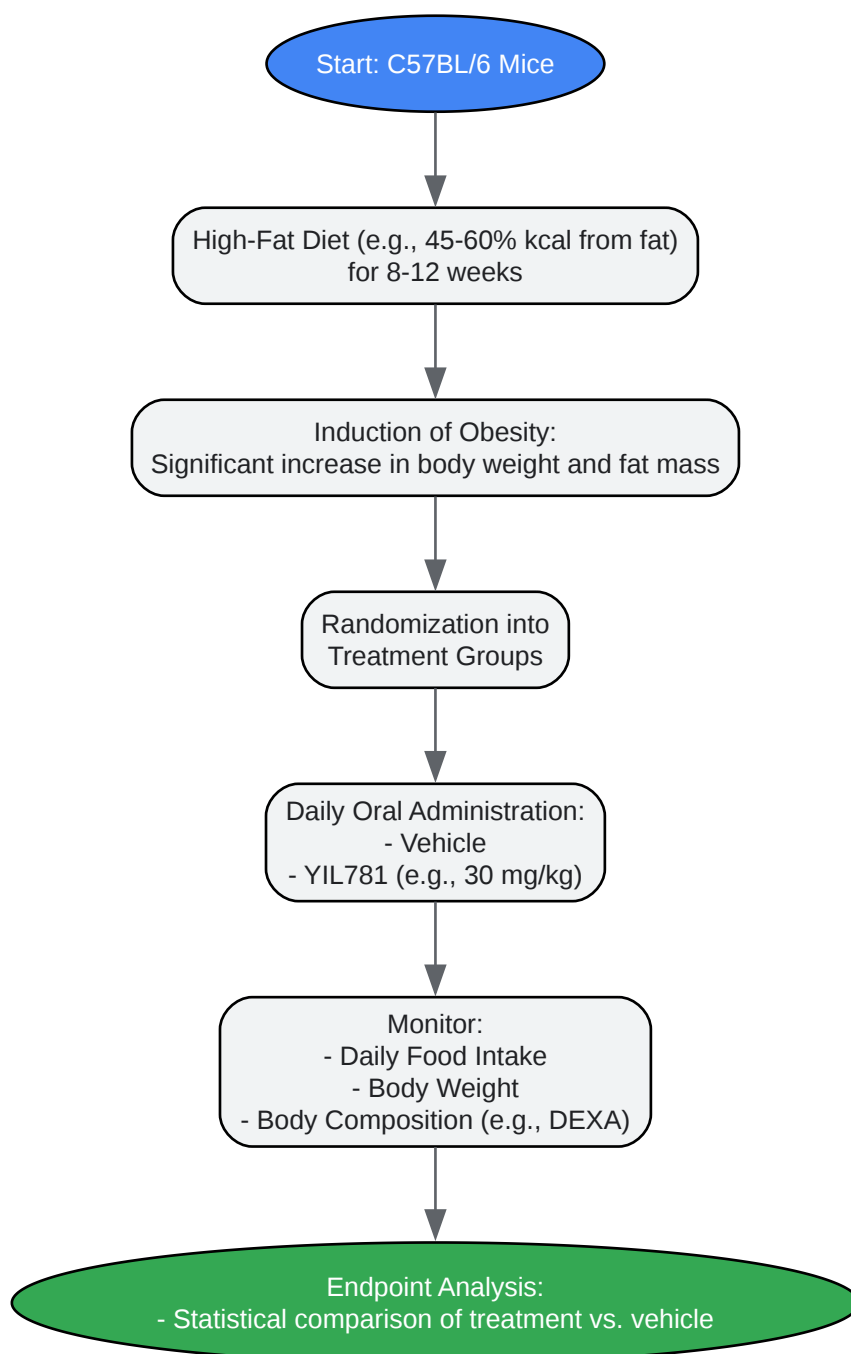 Start: C57BL/6 Mice
High-Fat Diet (e.g., 45-60% kcal from fat)
for 8-12 weeks
Induction of Obesity:
Significant increase in body weight and fat mass
Randomization into
Treatment Groups
Daily Oral Administration:
- Vehicle
- YIL781 (e.g., 30 mg/kg)
Monitor:
- Daily Food Intake
- Body Weight
- Body Composition (e.g., DEXA)
Endpoint Analysis:
- Statistical comparison of treatment vs. vehicle